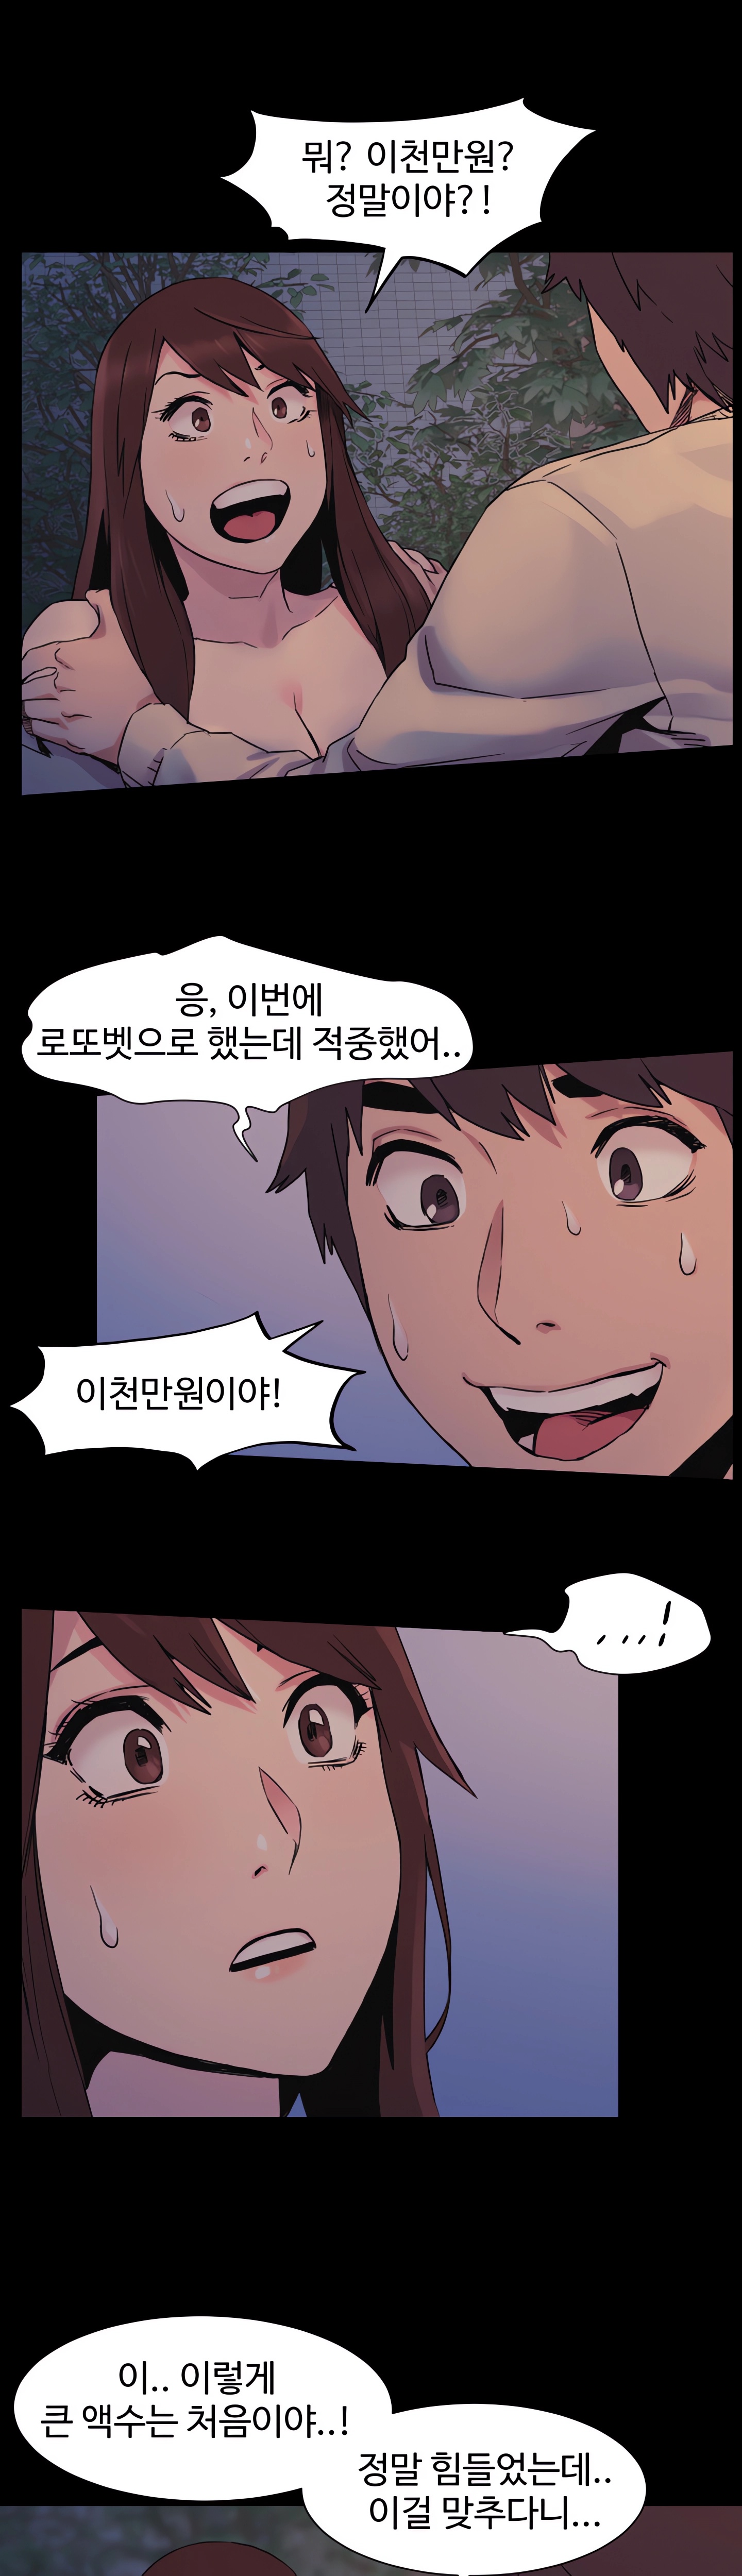 뭐? 이천만원?
정말이야?!
응, 이번에
로또벳으로 했는데 적중했어..
이천만원이야!
...!
이.. 이렇게
큰 액수는 처음이야..!
정말 힘들었는데..
이걸 맞추다니...